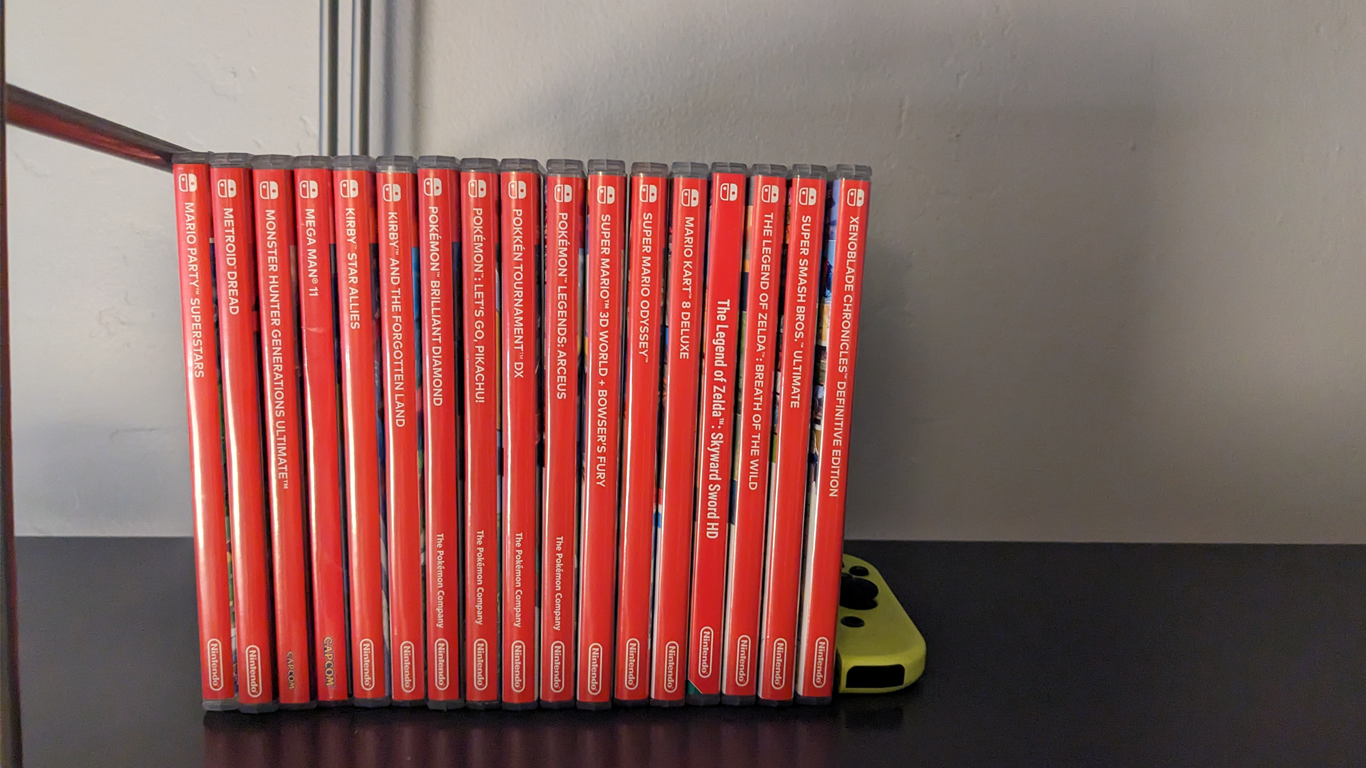 MARIO PARTY™ SUPERSTARS
Nintendo
METROID® DREAD
Nintendo
MONSTER HUNTER GENERATIONS ULTIMATE™
CAPCOM
MEGA MAN® 11
CAPCOM
KIRBY™ STAR ALLIES
Nintendo
KIRBY™ AND THE FORGOTTEN LAND
Nintendo
POKÉMON™ BRILLIANT DIAMOND
The Pokémon Company
Nintendo
POKÉMON™: LET'S GO, PIKACHU!
The Pokémon Company
Nintendo
POKKÉN TOURNAMENT™ DX
The Pokémon Company
Nintendo
POKÉMON™ LEGENDS: ARCEUS
The Pokémon Company
Nintendo
SUPER MARIO™ 3D WORLD + BOWSER'S FURY
Nintendo
SUPER MARIO ODYSSEY™
Nintendo
MARIO KART™ 8 DELUXE
Nintendo
The Legend of Zelda™: Skyward Sword HD
Nintendo
THE LEGEND OF ZELDA™: BREATH OF THE WILD
Nintendo
SUPER SMASH BROS.™ ULTIMATE
Nintendo
XENOBLADE CHRONICLES™ DEFINITIVE EDITION
Nintendo